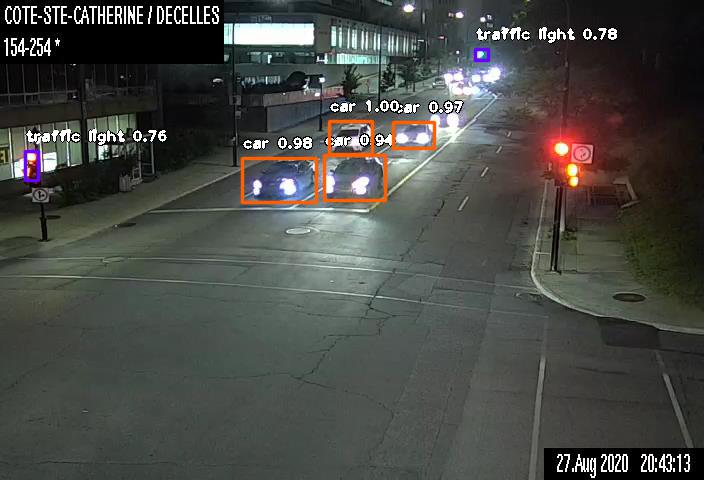 COTE-STE-CATHERINE / DECELLES
154-254 *
traffic light 0.78
car 1.00
car 0.97
traffic light 0.76
car 0.98
car 0.94
27.Aug 2020 20:43:13